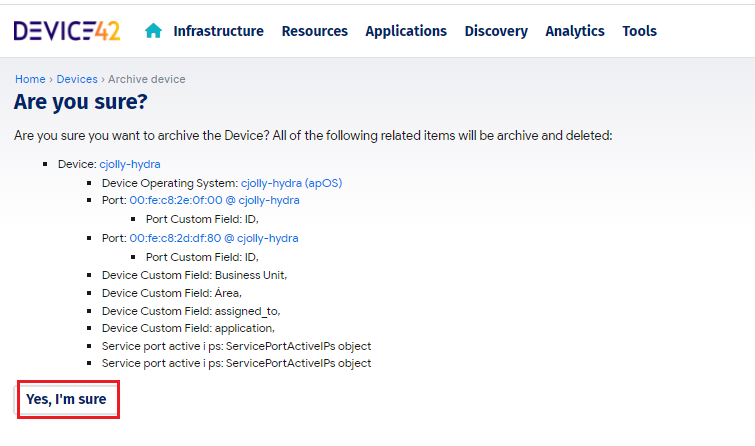 DEVICE42 Infrastructure Resources Applications Discovery Analytics Tools
Home › Devices › Archive device
Are you sure?
Are you sure you want to archive the Device? All of the following related items will be archive and deleted:
Device: cjolly-hydra
Device Operating System: cjolly-hydra (apOS)
Port: 00:fe:c8:2e:0f:00 @ cjolly-hydra
Port Custom Field: ID,
Port: 00:fe:c8:2d:df:80 @ cjolly-hydra
Port Custom Field: ID,
Device Custom Field: Business Unit,
Device Custom Field: Área,
Device Custom Field: assigned_to,
Device Custom Field: application,
Service port active i ps: ServicePortActiveIPs object
Service port active i ps: ServicePortActiveIPs object
Yes, I'm sure